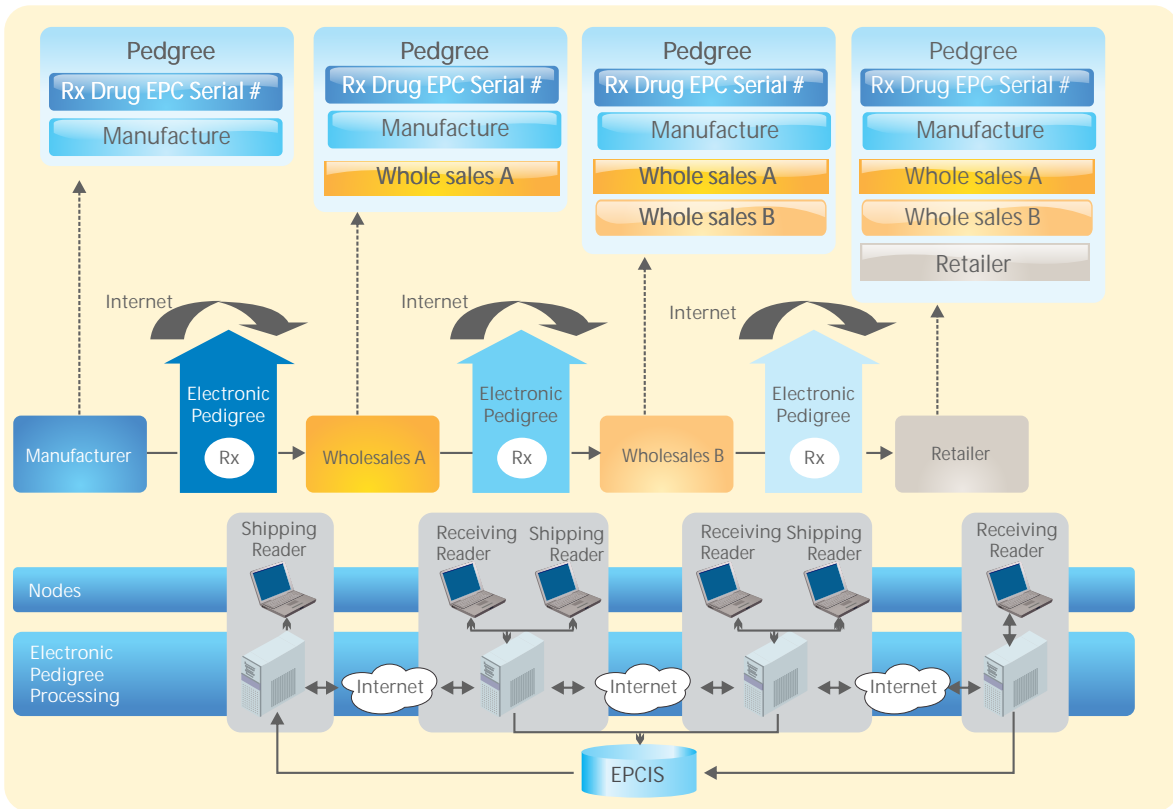 Pedgree
Rx Drug EPC Serial #
Manufacture
Pedgree
Rx Drug EPC Serial #
Manufacture
Whole sales A
Pedgree
Rx Drug EPC Serial #
Manufacture
Whole sales A
Whole sales B
Pedgree
Rx Drug EPC Serial #
Manufacture
Whole sales A
Whole sales B
Retailer
Internet
Internet
Internet
Manufacturer
Electronic
Pedigree
Rx
Wholesales A
Electronic
Pedigree
Rx
Wholesales B
Electronic
Pedigree
Rx
Retailer
Shipping
Reader
Receiving
Reader
Shipping
Reader
Receiving
Reader
Shipping
Reader
Receiving
Reader
Nodes
Electronic
Pedigree
Processing
Internet
Internet
Internet
EPCIS